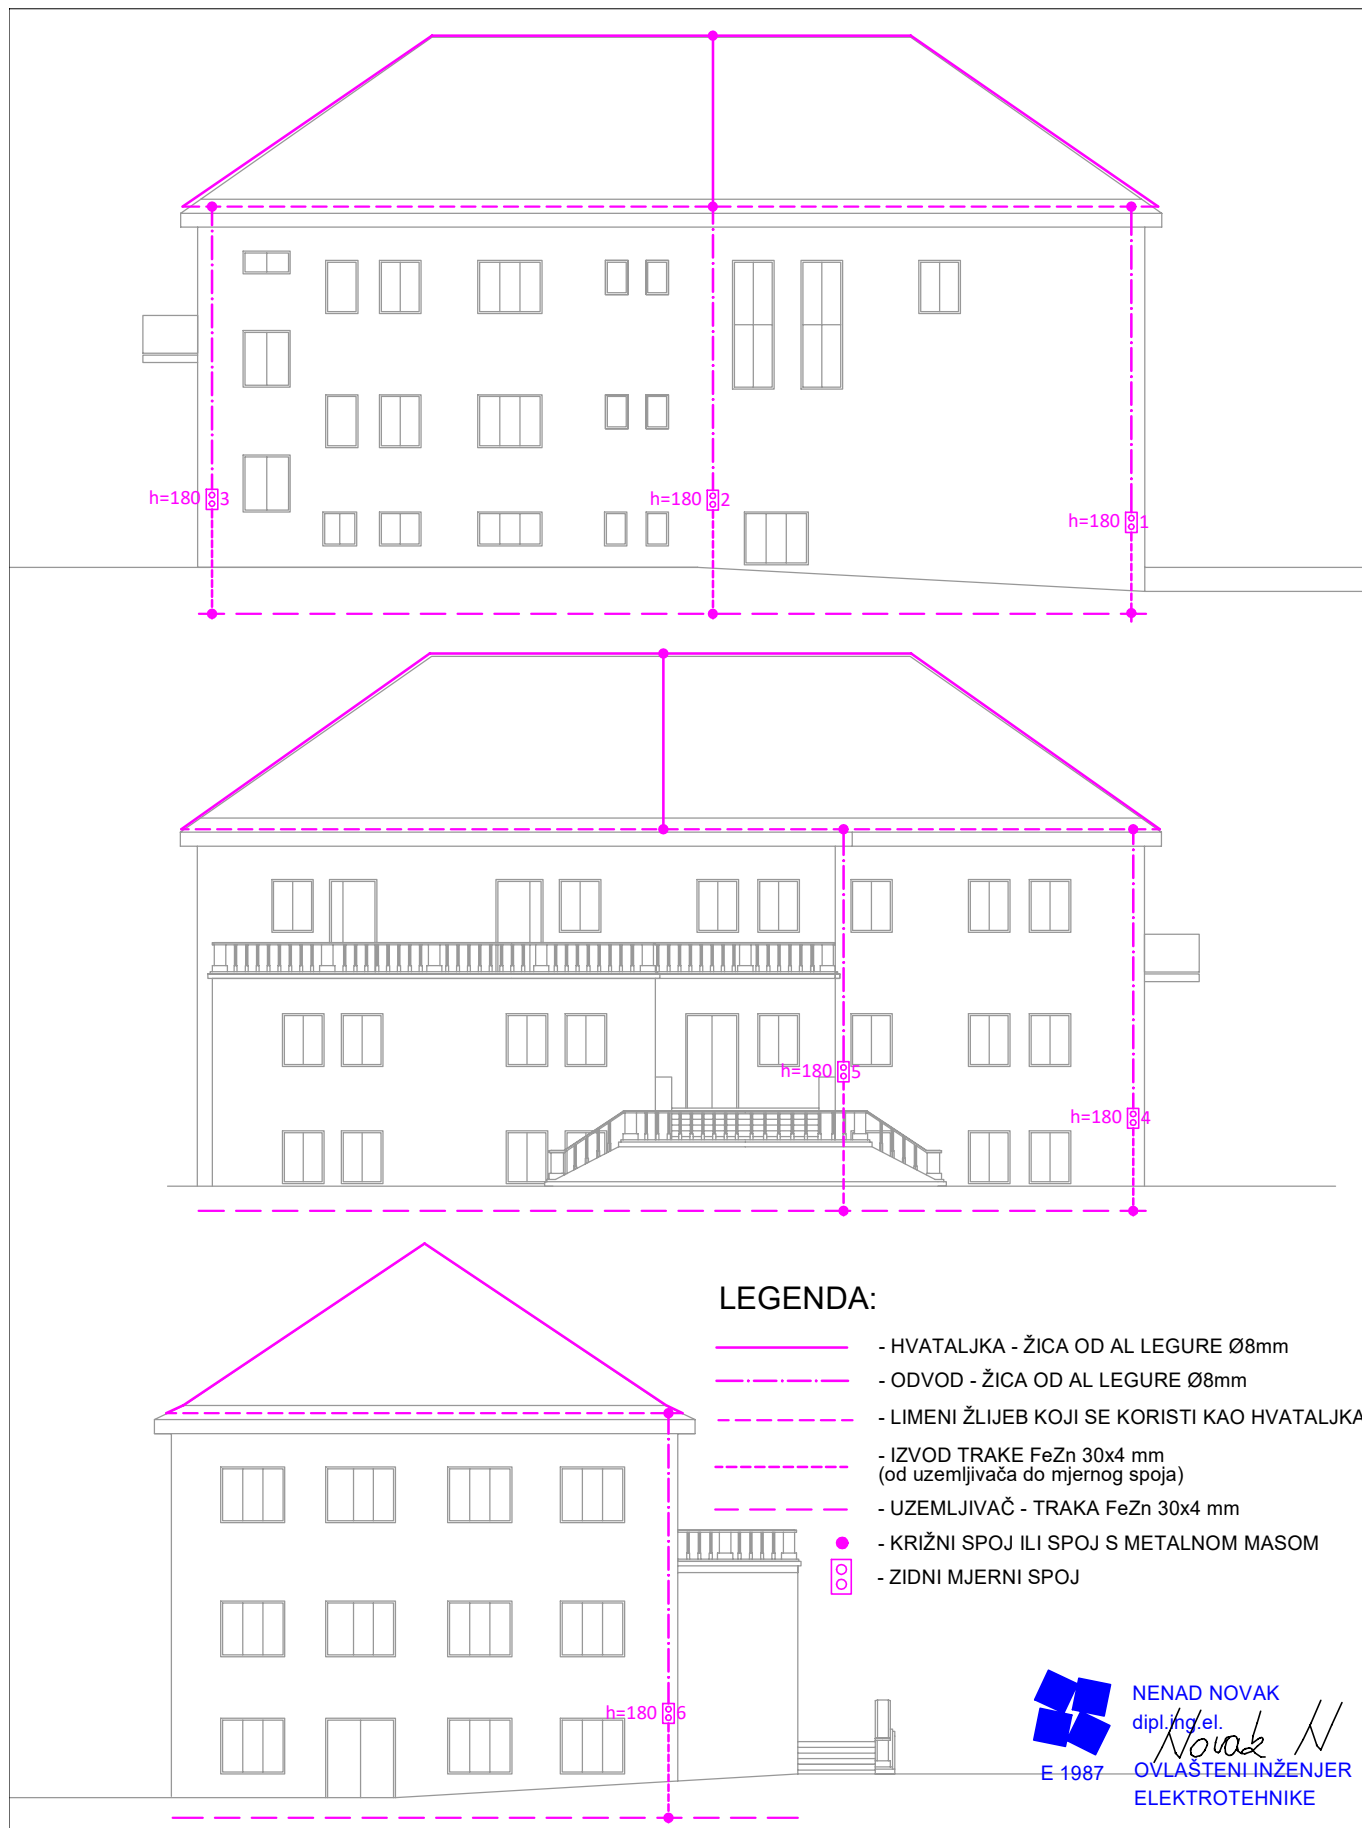 h=180 3
h=180 2
h=180 1
h=180 5
h=180 4
LEGENDA:
- HVATALJKA - ŽICA OD AL LEGURE Ø8mm
- ODVOD - ŽICA OD AL LEGURE Ø8mm
- LIMENI ŽLIJEB KOJI SE KORISTI KAO HVATALJKA
- IZVOD TRAKE FeZn 30x4 mm
(od uzemljivača do mjernog spoja)
- UZEMLJIVAČ - TRAKA FeZn 30x4 mm
- KRIŽNI SPOJ ILI SPOJ S METALNOM MASOM
- ZIDNI MJERNI SPOJ
h=180 6
NENAD NOVAK
dipl.ing.el.
Novak N
E 1987
OVLAŠTENI INŽENJER
ELEKTROTEHNIKE